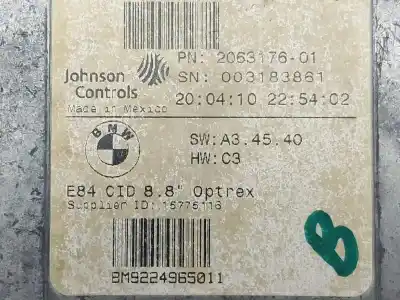 PN: 2063176-01
Johnson Controls
SN: 003183861
Made in Mexico
20:04:10 22:54:02
BMW
SW: A3.45.40
HW: C3
E84 CID 8.8" Optrex
Supplier ID: 15775116
BM9224965011
B